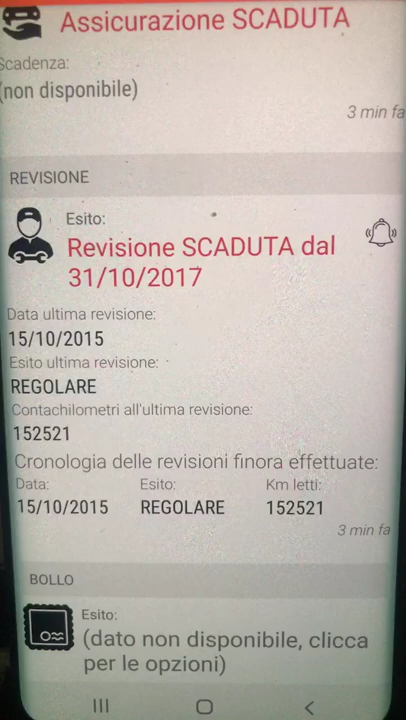 Assicurazione SCADUTA
Scadenza:
(non disponibile)
3 min fa
REVISIONE
Esito:
Revisione SCADUTA dal
31/10/2017
Data ultima revisione:
15/10/2015
Esito ultima revisione:
REGOLARE
Contachilometri all'ultima revisione:
152521
Cronologia delle revisioni finora effettuate:
Data: Esito: Km letti:
15/10/2015 REGOLARE 152521
3 min fa
BOLLO
Esito:
(dato non disponibile, clicca
per le opzioni)